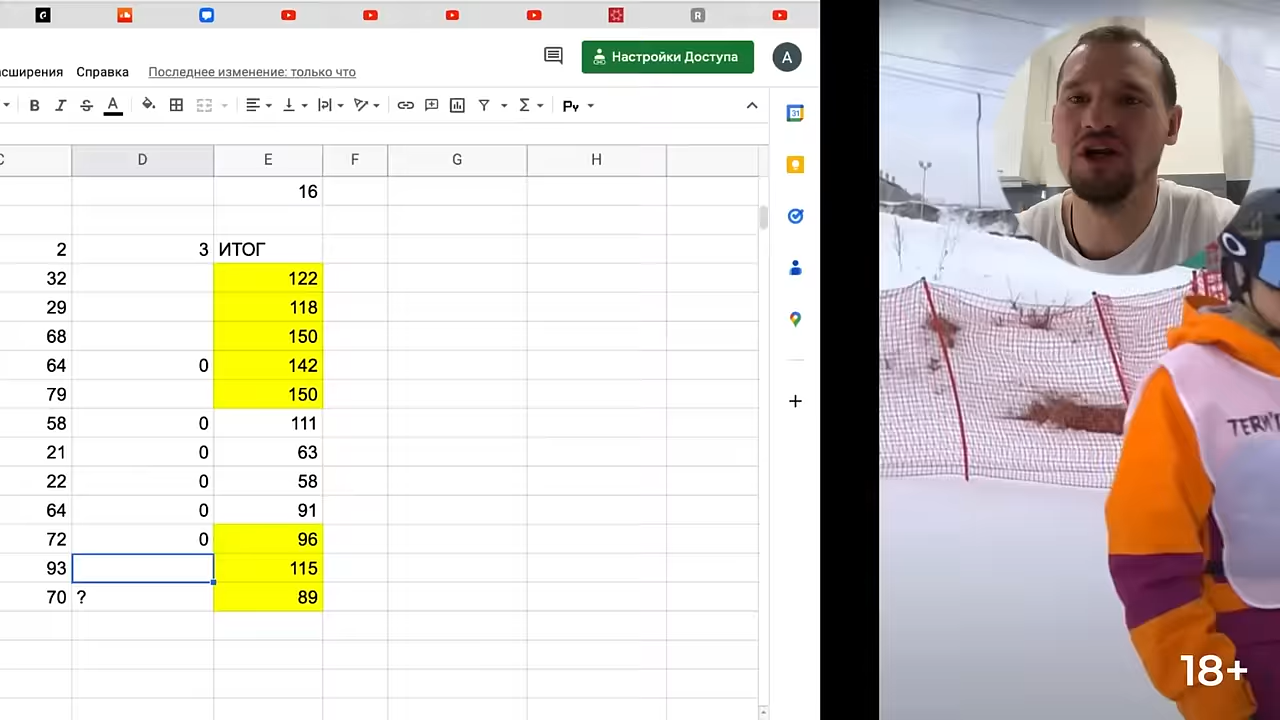 R
асширения Справка Последнее изменение: только что
Настройки Доступа
A
B I S A Σ Ру
31
C D E F G H
16
2 3 ИТОГ
32 122
29 118
68 150
64 0 142
79 150
58 0 111
21 0 63
22 0 58
64 0 91
72 0 96
93 115
70 ? 89
18+